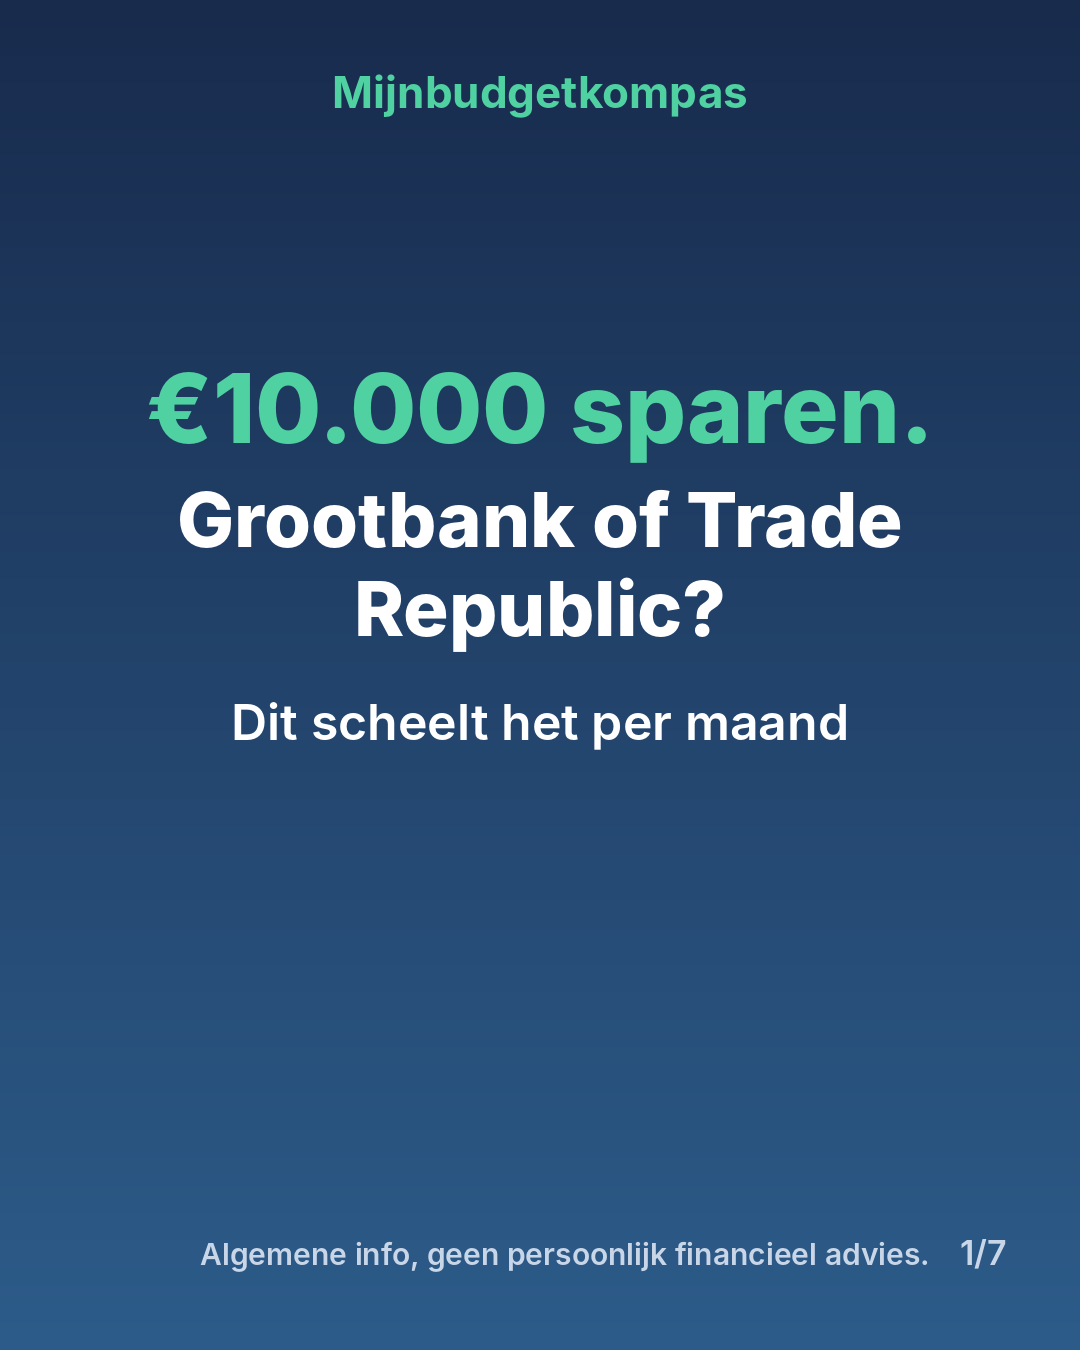 Mijnbudgetkompas
€10.000 sparen.
Grootbank of Trade
Republic?
Dit scheelt het per maand
Algemene info, geen persoonlijk financieel advies. 1/7